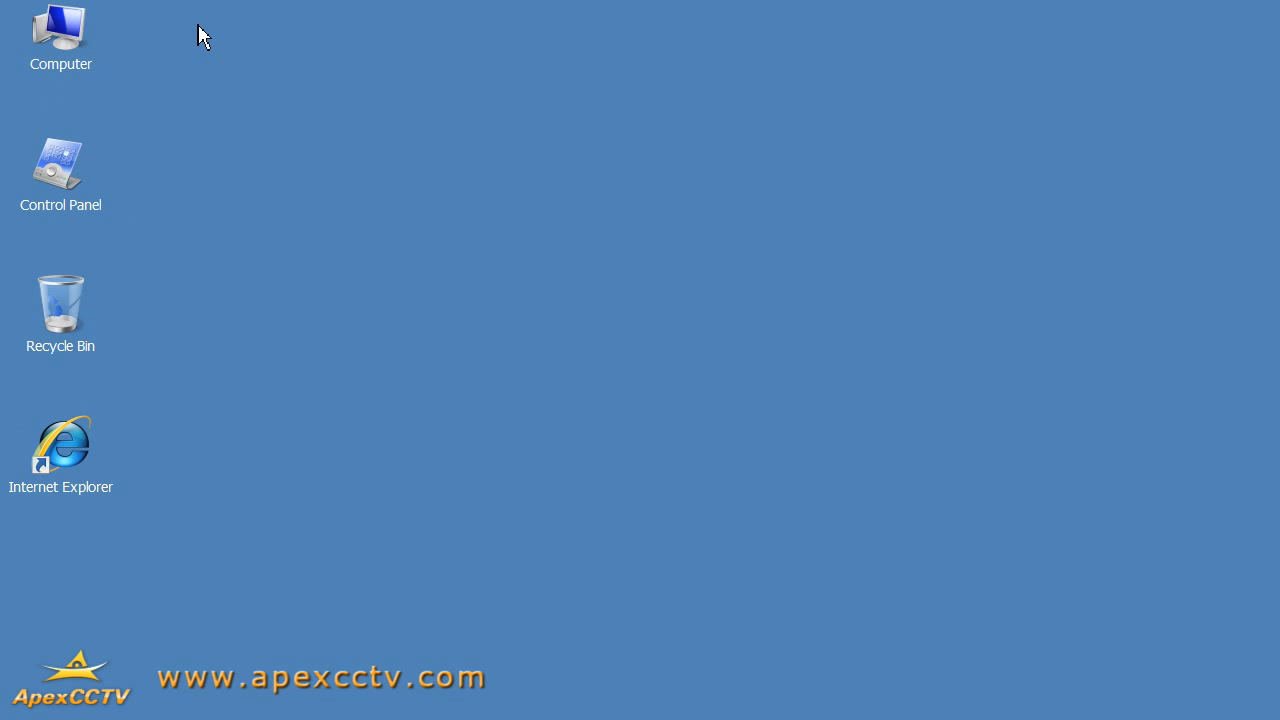 Computer
Control Panel
Recycle Bin
Internet Explorer
ApexCCTV
www.apexcctv.com